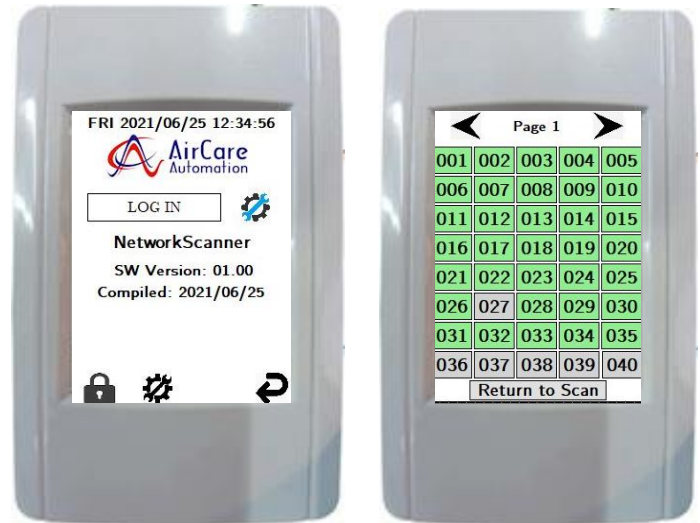 FRI 2021/06/25 12:34:56
AirCare
Automation
LOG IN
NetworkScanner
SW Version: 01.00
Compiled: 2021/06/25
Page 1
001 002 003 004 005
006 007 008 009 010
011 012 013 014 015
016 017 018 019 020
021 022 023 024 025
026 027 028 029 030
031 032 033 034 035
036 037 038 039 040
Return to Scan